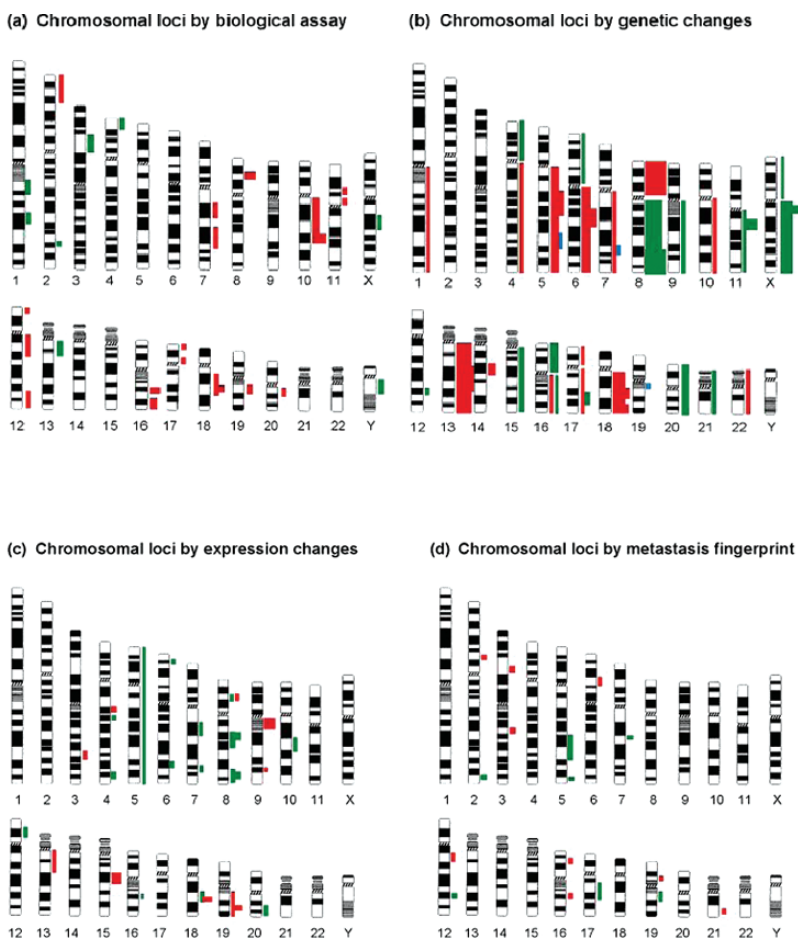 (a) Chromosomal loci by biological assay
1 2 3 4 5 6 7 8 9 10 11 X
12 13 14 15 16 17 18 19 20 21 22 Y
(b) Chromosomal loci by genetic changes
1 2 3 4 5 6 7 8 9 10 11 X
12 13 14 15 16 17 18 19 20 21 22 Y
(c) Chromosomal loci by expression changes
1 2 3 4 5 6 7 8 9 10 11 X
12 13 14 15 16 17 18 19 20 21 22 Y
(d) Chromosomal loci by metastasis fingerprint
1 2 3 4 5 6 7 8 9 10 11 X
12 13 14 15 16 17 18 19 20 21 22 Y